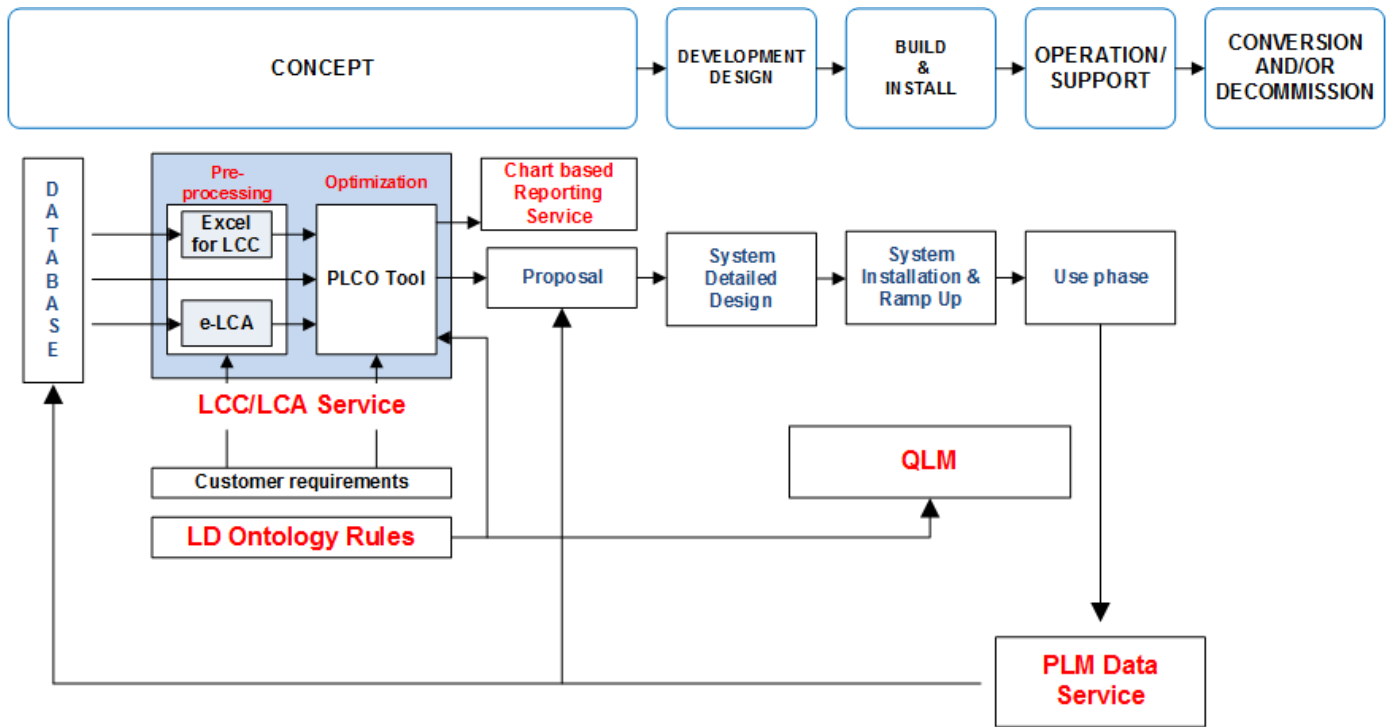 CONCEPT
DEVELOPMENT
DESIGN
BUILD
&
INSTALL
OPERATION/
SUPPORT
CONVERSION
AND/OR
DECOMMISSION
D
A
T
A
B
A
S
E
Pre-
processing
Optimization
Excel
for LCC
e-LCA
PLCO Tool
Chart based
Reporting
Service
Proposal
System
Detailed
Design
System
Installation &
Ramp Up
Use phase
LCC/LCA Service
Customer requirements
LD Ontology Rules
QLM
PLM Data
Service